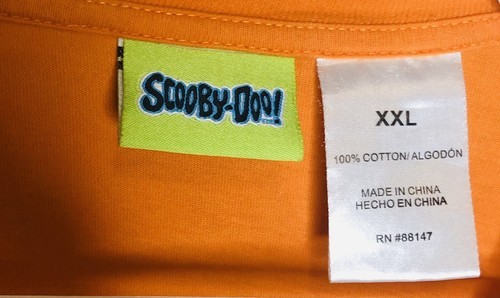 SCOOBY-DOO!
XXL
100% COTTON/ALGODÓN
MADE IN CHINA
HECHO EN CHINA
RN #88147